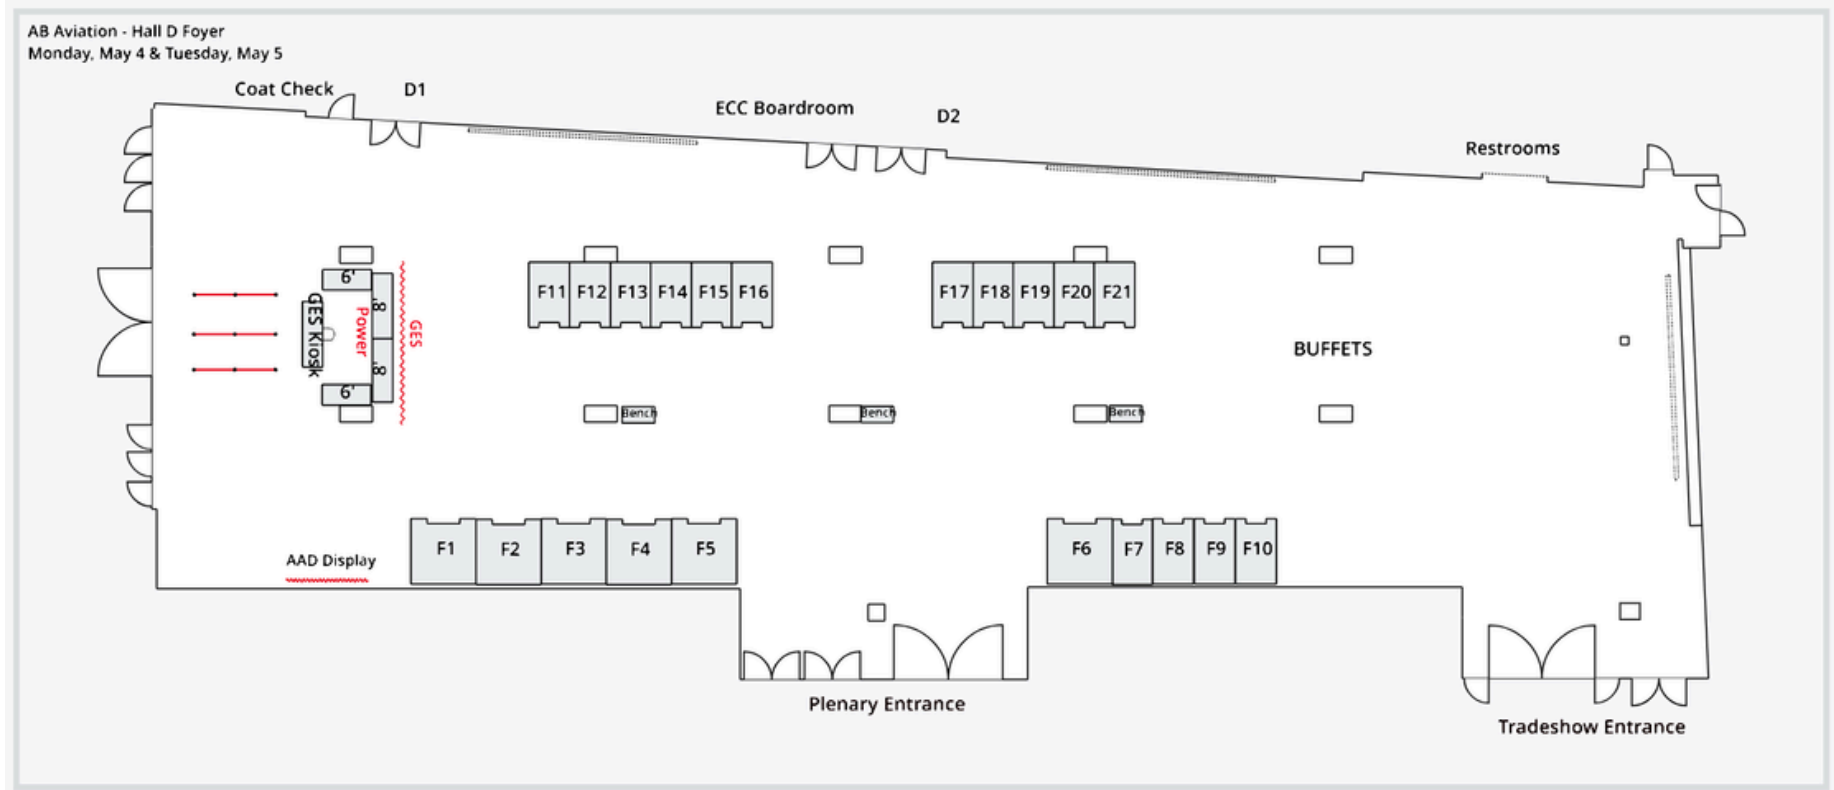 AB Aviation - Hall D Foyer
Monday, May 4 & Tuesday, May 5
Coat Check
D1
ECC Boardroom
D2
Restrooms
6'
8'
8'
6'
GES Kiosk
Power
GES
F11 F12 F13 F14 F15 F16
F17 F18 F19 F20 F21
BUFFETS
Bench
Bench
Bench
AAD Display
F1 F2 F3 F4 F5
F6 F7 F8 F9 F10
Plenary Entrance
Tradeshow Entrance